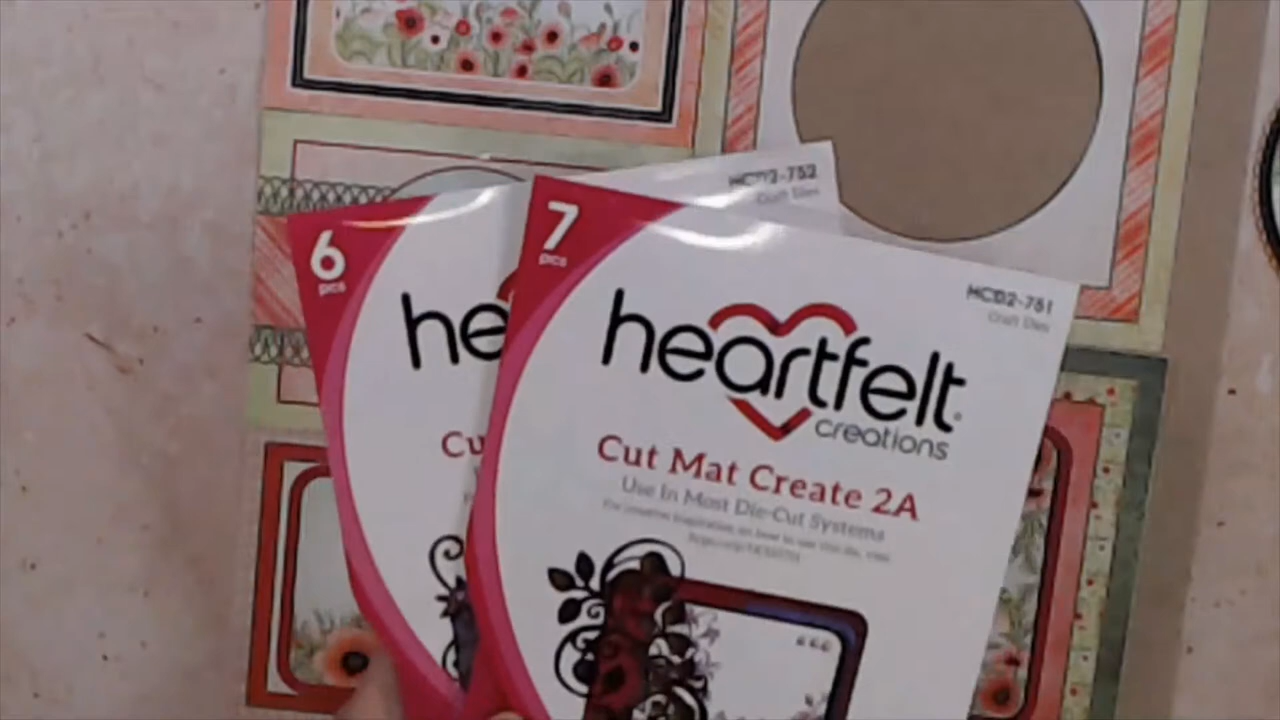 6
pcs
HCD2-752
Craft Dies
he
Cu
7
pcs
HCD2-751
Craft Dies
heartfelt
creations
Cut Mat Create 2A
Use In Most Die-Cut Systems